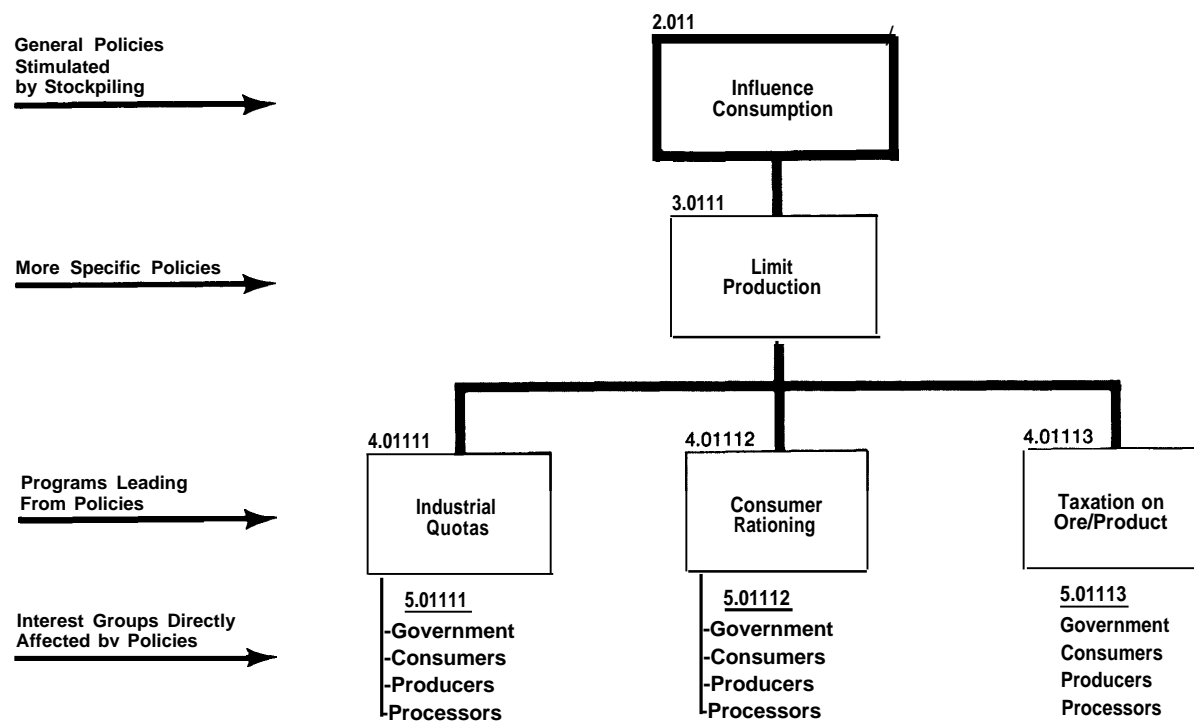 General Policies
Stimulated
by Stockpiling
2.011
Influence
Consumption
More Specific Policies
3.0111
Limit
Production
Programs Leading
From Policies
4.01111
Industrial
Quotas
4.01112
Consumer
Rationing
4.01113
Taxation on
Ore/Product
Interest Groups Directly
Affected bv Policies
5.01111
-Government
-Consumers
-Producers
-Processors
5.01112
-Government
-Consumers
-Producers
-Processors
5.01113
Government
Consumers
Producers
Processors